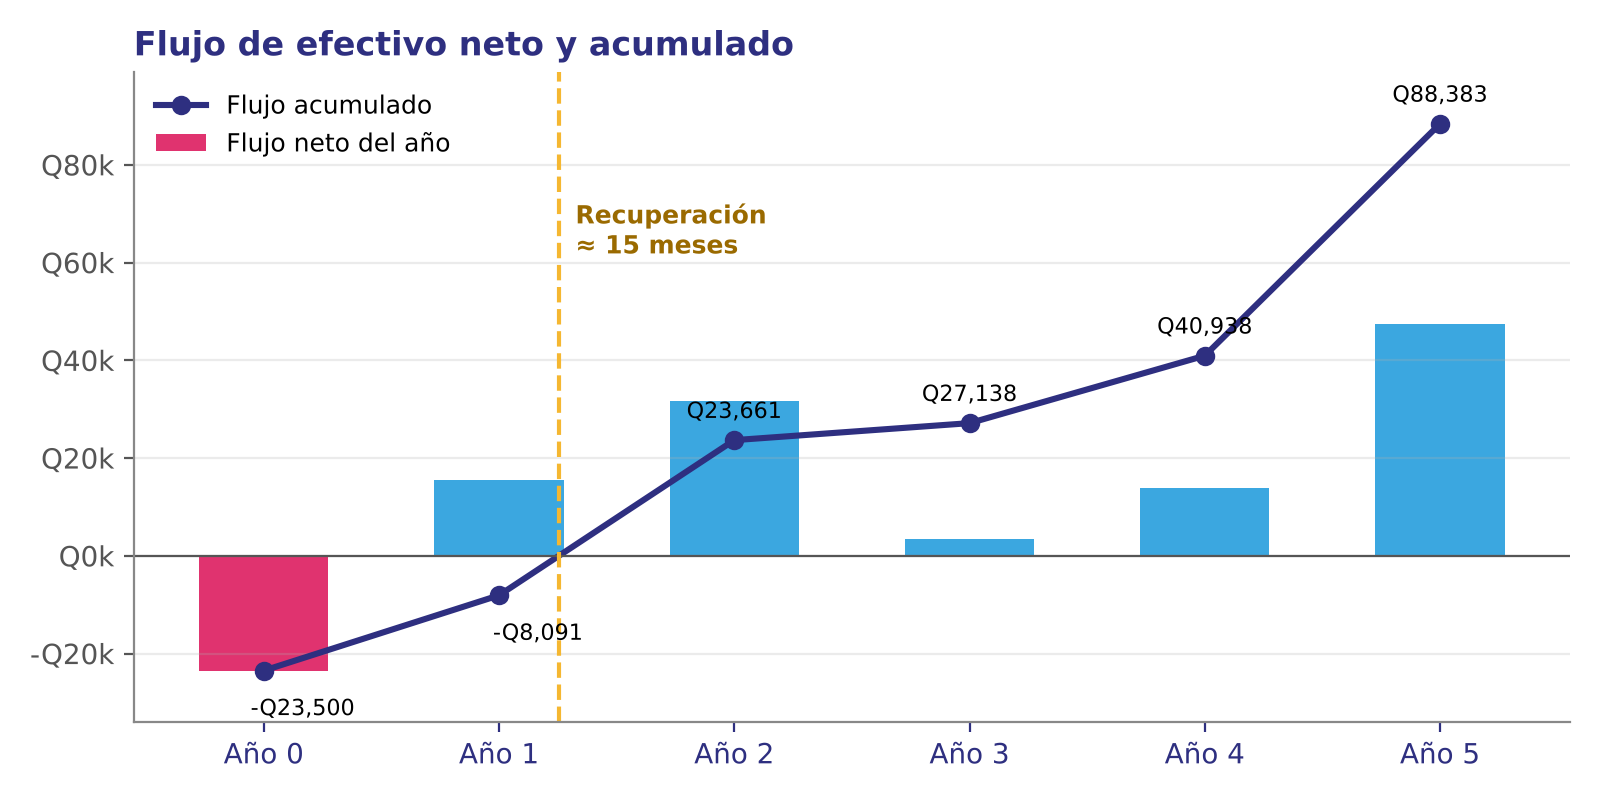 Flujo de efectivo neto y acumulado
Flujo acumulado
Flujo neto del año
Q88,383
Q80k
Recuperación
≈ 15 meses
Q60k
Q40,938
Q40k
Q27,138
Q23,661
Q20k
Q0k
-Q8,091
-Q20k
-Q23,500
Año 0
Año 1
Año 2
Año 3
Año 4
Año 5